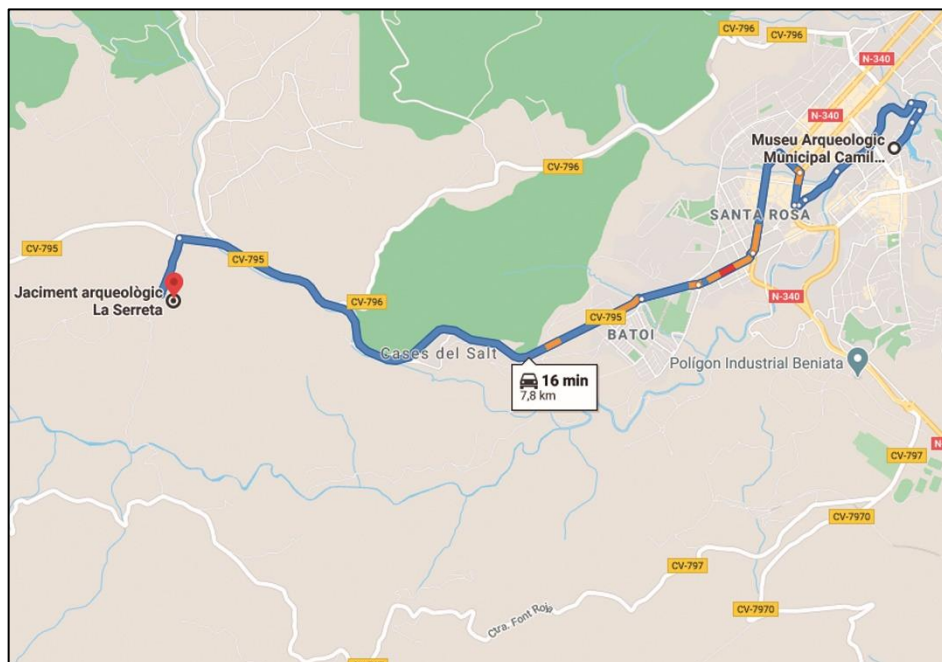 CV-796
CV-796
N-340
N-340
Museu Arqueologic
Municipal Camil...
CV-796
SANTA ROSA
CV-795
CV-795
Jaciment arqueològic
La Serreta
CV-796
N-340
CV-795
BATOI
Cases del Salt
Polígon Industrial Beniata
16 min
7,8 km
N
CV-797
CV-7970
CV-797
Ctra. Font Roja
CV-7970